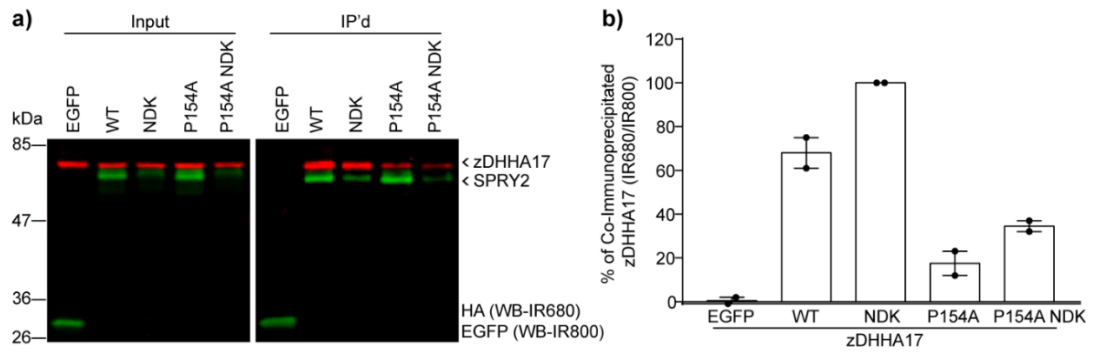 a)
Input
IP'd
EGFP
WT
NDK
P154A
P154A NDK
EGFP
WT
NDK
P154A
P154A NDK
kDa
85
47
36
26
< zDHHA17
< SPRY2
HA (WB-IR680)
EGFP (WB-IR800)
b)
% of Co-Immunoprecipitated
zDHHA17 (IR680/IR800)
120
100
80
60
40
20
0
EGFP
WT
NDK
P154A
P154A NDK
zDHHA17